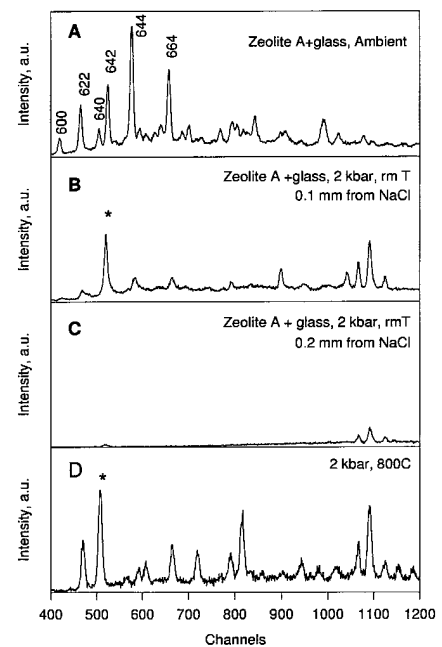 A
Zeolite A+glass, Ambient
600
622
640
642
644
664
Intensity, a.u.
B
Zeolite A +glass, 2 kbar, rm T
0.1 mm from NaCl
*
Intensity, a.u.
C
Zeolite A + glass, 2 kbar, rmT
0.2 mm from NaCl
Intensity, a.u.
D
2 kbar, 800C
*
Intensity, a.u.
400 500 600 700 800 900 1000 1100 1200
Channels